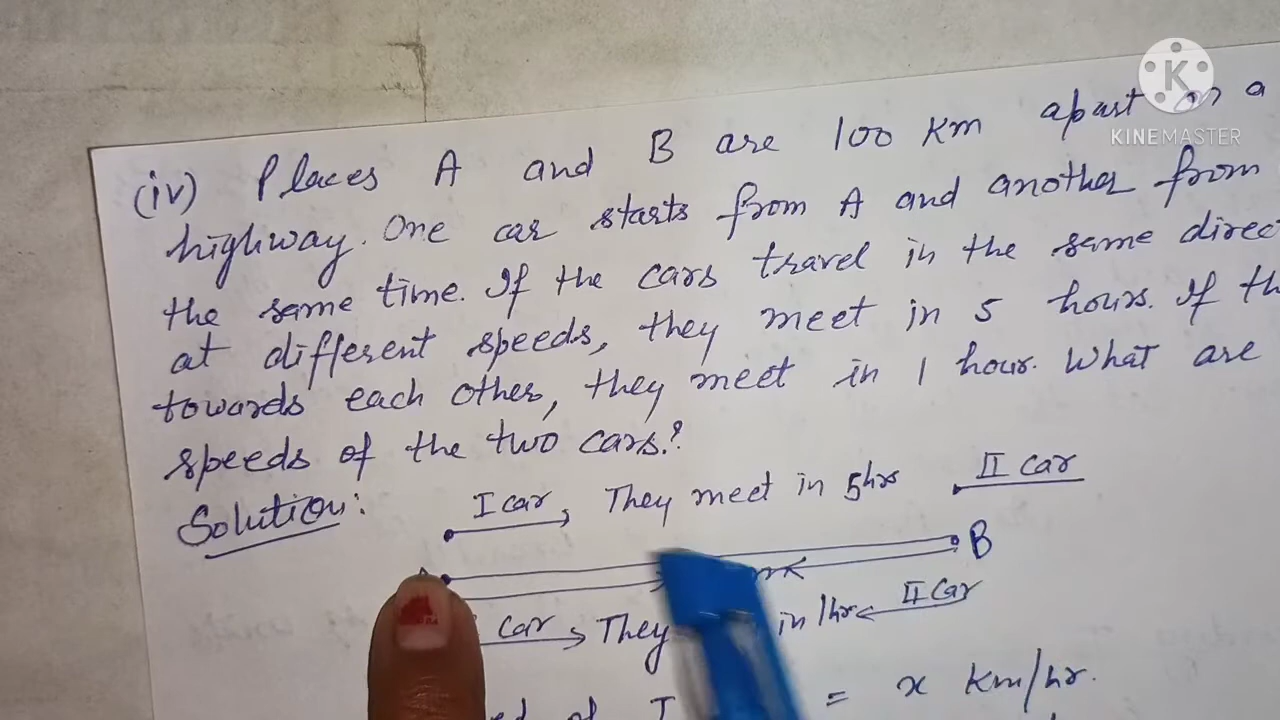 (iv) Places A and B are 100 Km apart on a
highway. One car starts from A and another from
the same time. If the cars travel in the same direc
at different speeds, they meet in 5 hours. If th
towards each other, they meet in 1 hour. What are
speeds of the two cars.?
Solution:
I car, They meet in 5hrs II car
B
car They in 1hr II Car
I = x Km/hr.
KINEMASTER